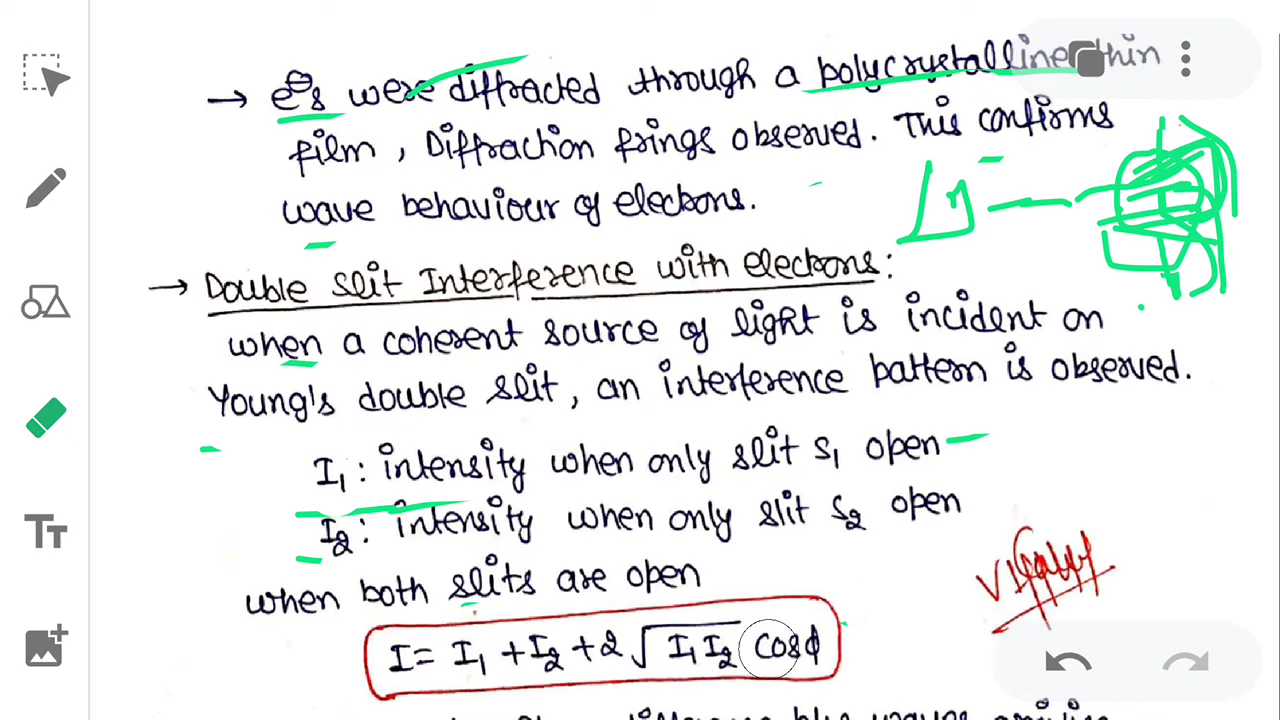 → e⊖s were diffracted through a polycrystalline thin
film, Diffraction frings observed. This confirms
wave behaviour of electrons.
→ Double slit Interference with electrons:
when a coherent source of light is incident on
Young's double slit, an interference pattern is observed.
I₁: intensity when only slit S₁ open
I₂: intensity when only slit S₂ open
when both slits are open
I = I₁ + I₂ + 2√I₁I₂ cosφ
TT